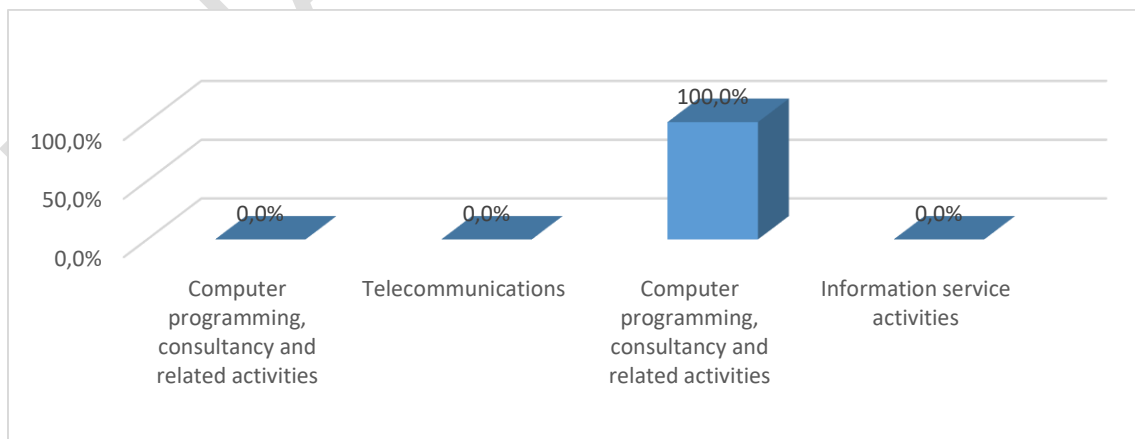 100,0%
50,0%
0,0%
0,0%
0,0%
100,0%
0,0%
Computer
programming,
consultancy and
related activities
Telecommunications
Computer
programming,
consultancy and
related activities
Information service
activities